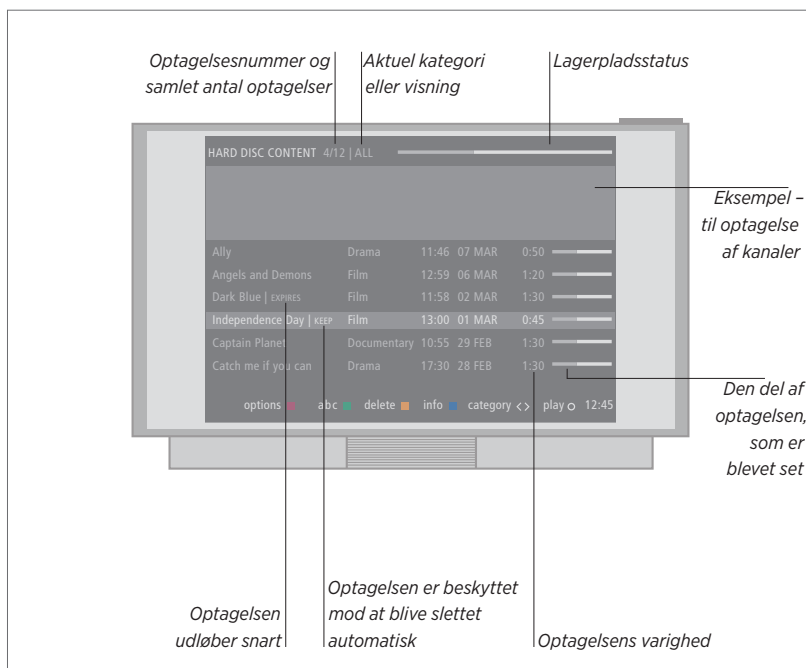 Optagelsesnummer og
samlet antal optagelser
Aktuel kategori
eller visning
Lagerpladsstatus
HARD DISC CONTENT 4/12 | ALL
Eksempel –
til optagelse
af kanaler
Ally Drama 11:46 07 MAR 0:50
Angels and Demons Film 12:59 06 MAR 1:20
Dark Blue | EXPIRES Film 11:58 02 MAR 1:30
Independence Day | KEEP Film 13:00 01 MAR 0:45
Captain Planet Documentary 10:55 29 FEB 1:30
Catch me if you can Drama 17:30 28 FEB 1:30
options abc delete info category <> play 12:45
Den del af
optagelsen,
som er
blevet set
Optagelsen
udløber snart
Optagelsen er beskyttet
mod at blive slettet
automatisk
Optagelsens varighed